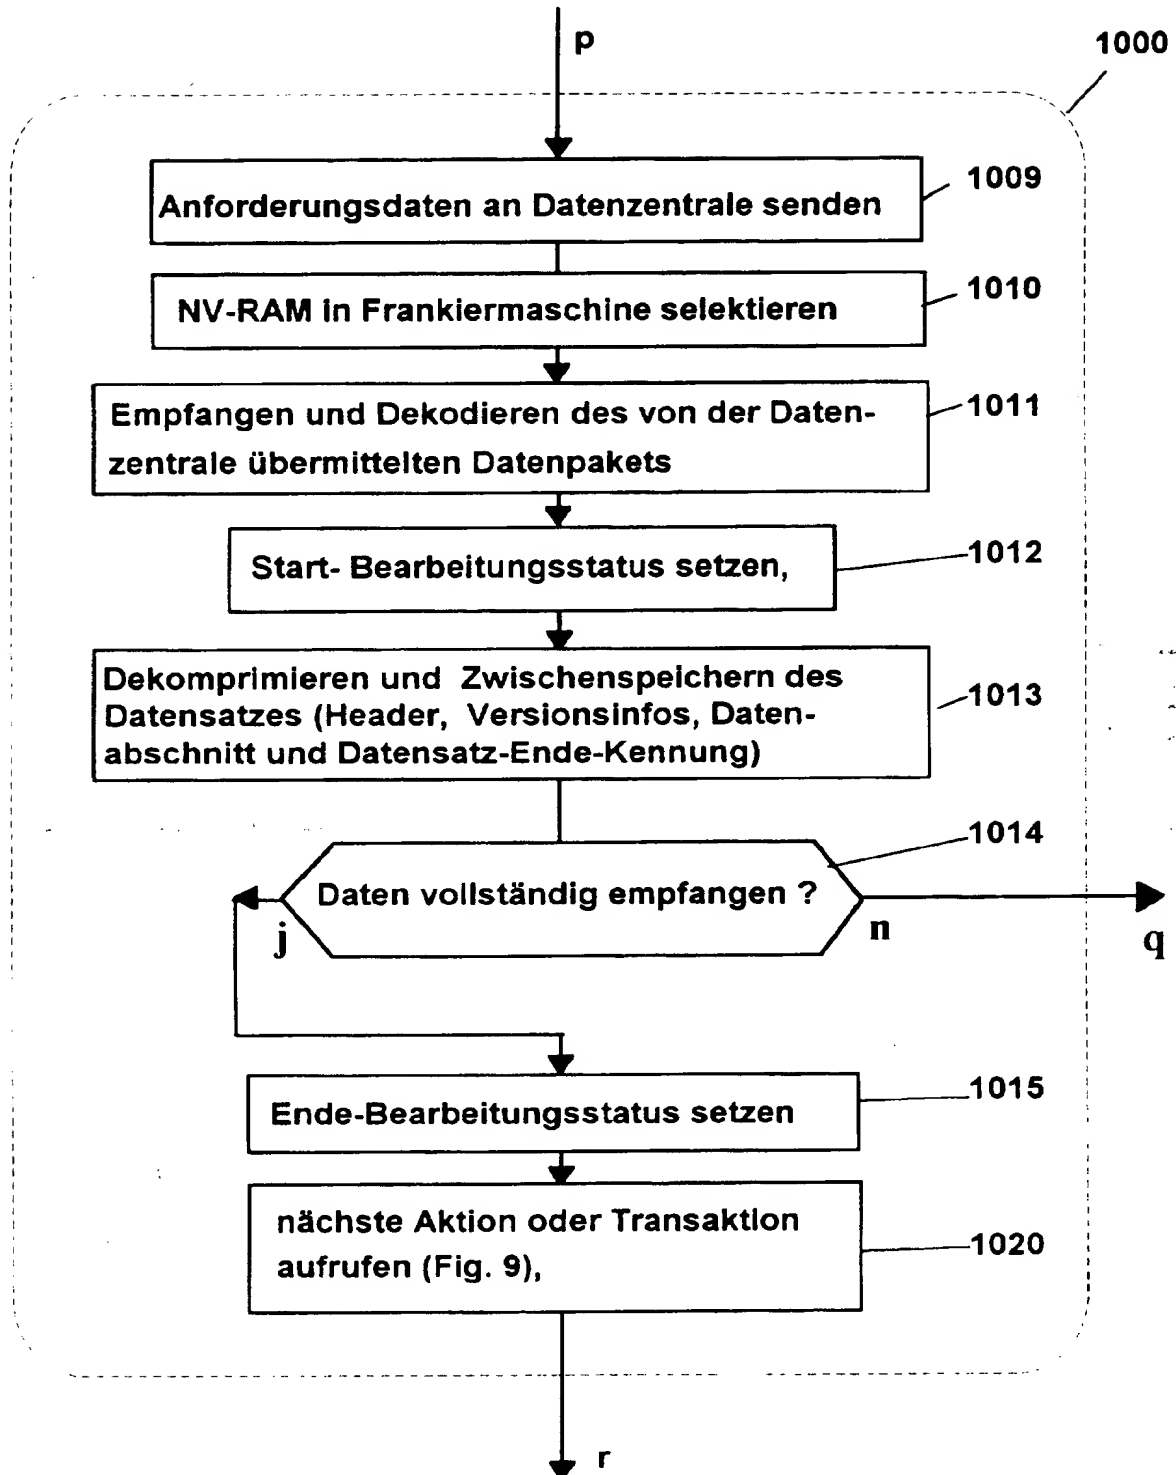 p
1000
1009
Anforderungsdaten an Datenzentrale senden
1010
NV-RAM in Frankiermaschine selektieren
1011
Empfangen und Dekodieren des von der Daten-
zentrale übermittelten Datenpakets
1012
Start- Bearbeitungsstatus setzen,
1013
Dekomprimieren und Zwischenspeichern des
Datensatzes (Header, Versionsinfos, Daten-
abschnitt und Datensatz-Ende-Kennung)
1014
Daten vollständig empfangen ?
j
n
q
1015
Ende-Bearbeitungsstatus setzen
1020
nächste Aktion oder Transaktion
aufrufen (Fig. 9),
r